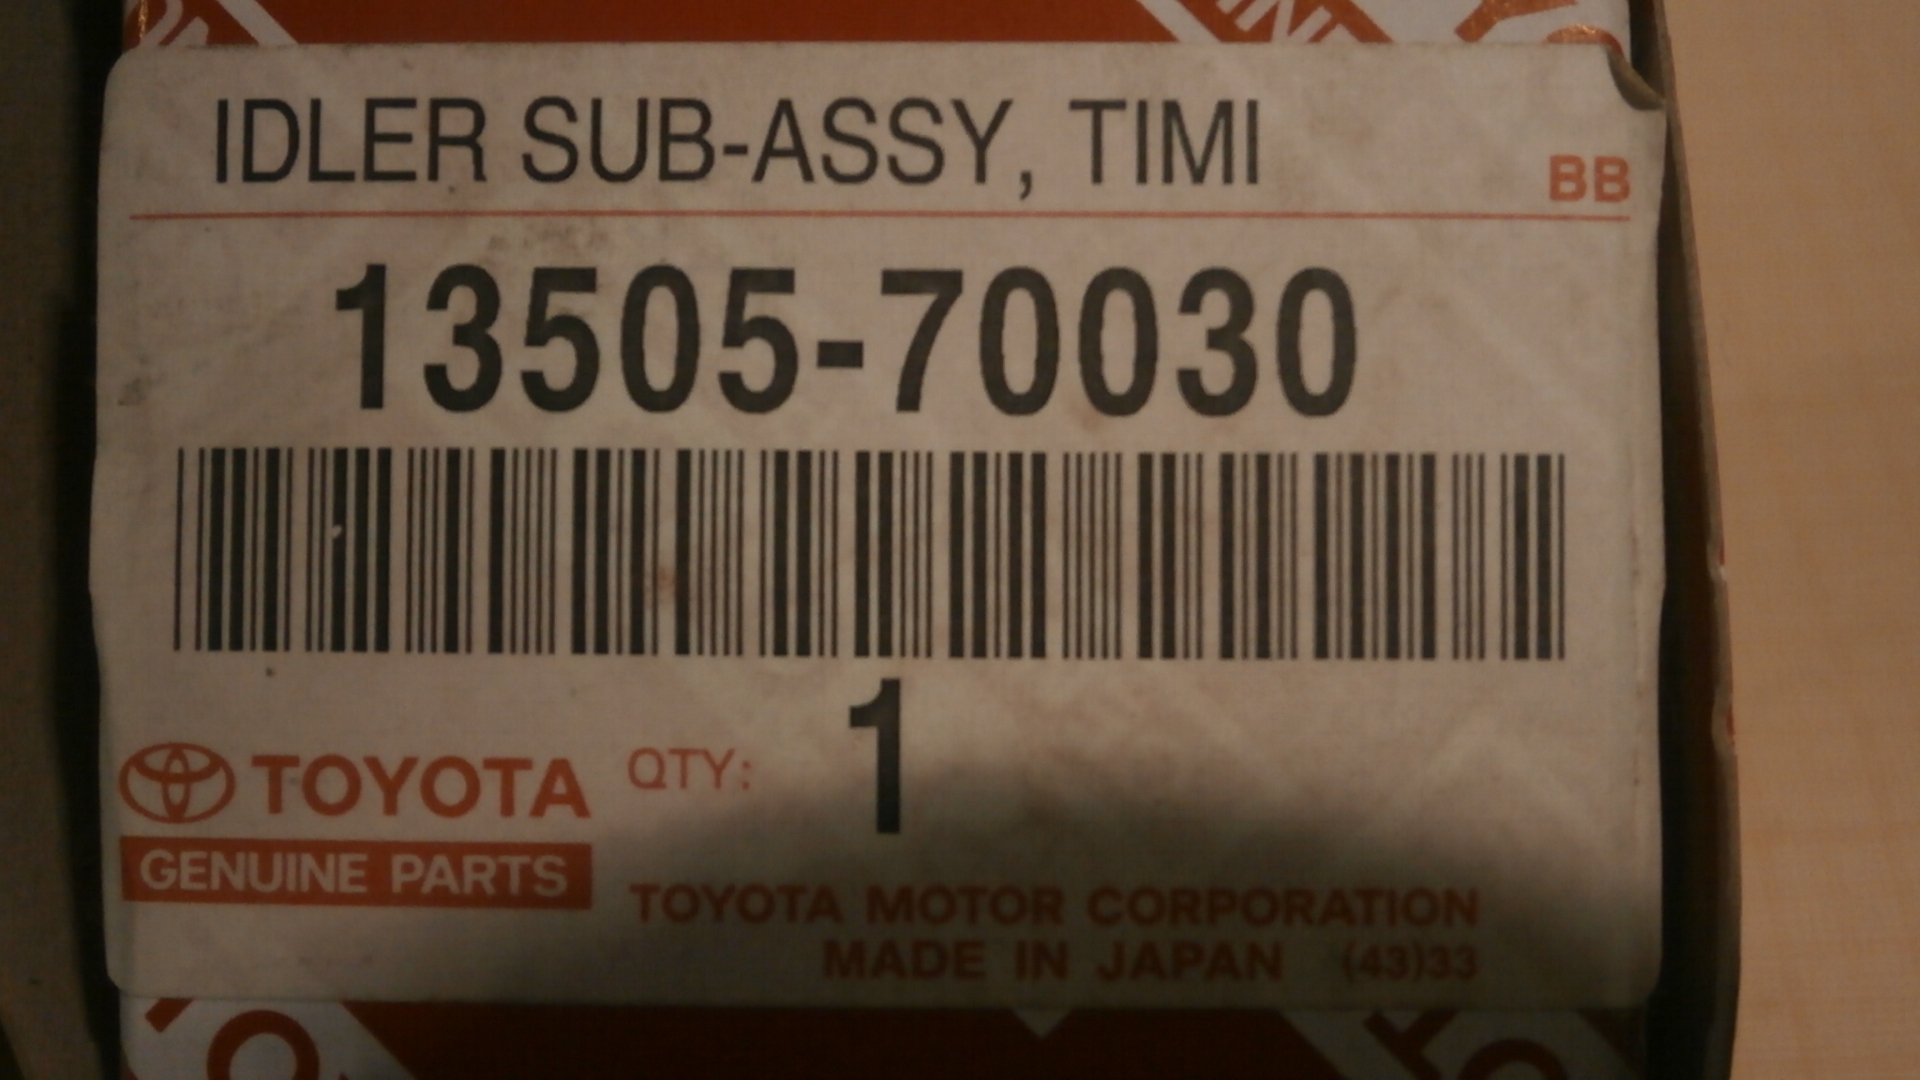 IDLER SUB-ASSY, TIMI
BB
13505-70030
1
TOYOTA QTY:
GENUINE PARTS
TOYOTA MOTOR CORPORATION
MADE IN JAPAN (43)33